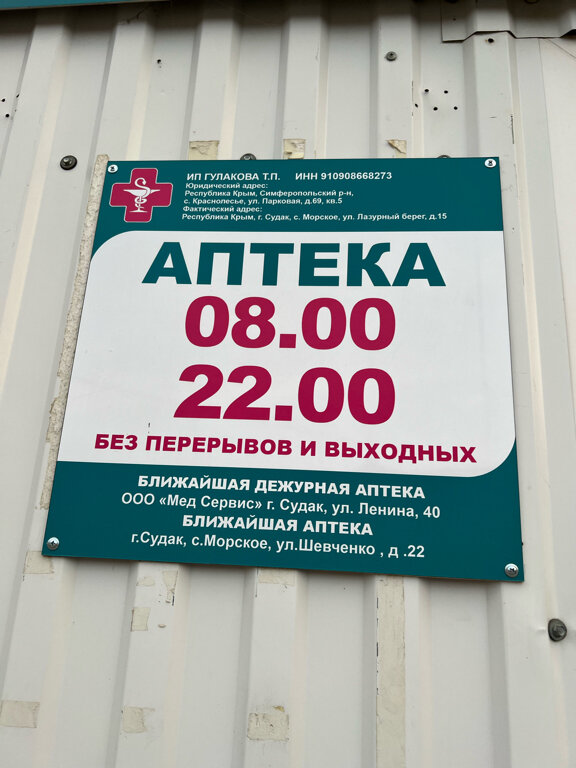 ИП ГУЛАКОВА Т.П. ИНН 910908668273
Юридический адрес:
Республика Крым, Симферопольский р-н,
с. Краснолесье, ул. Парковая, д.69, кв.5
Фактический адрес:
Республика Крым, г. Судак, с. Морское, ул. Лазурный берег, д.15
АПТЕКА
08.00
22.00
БЕЗ ПЕРЕРЫВОВ И ВЫХОДНЫХ
БЛИЖАЙШАЯ ДЕЖУРНАЯ АПТЕКА
ООО «Мед Сервис» г. Судак, ул. Ленина, 40
БЛИЖАЙШАЯ АПТЕКА
г.Судак, с.Морское, ул.Шевченко , д .22